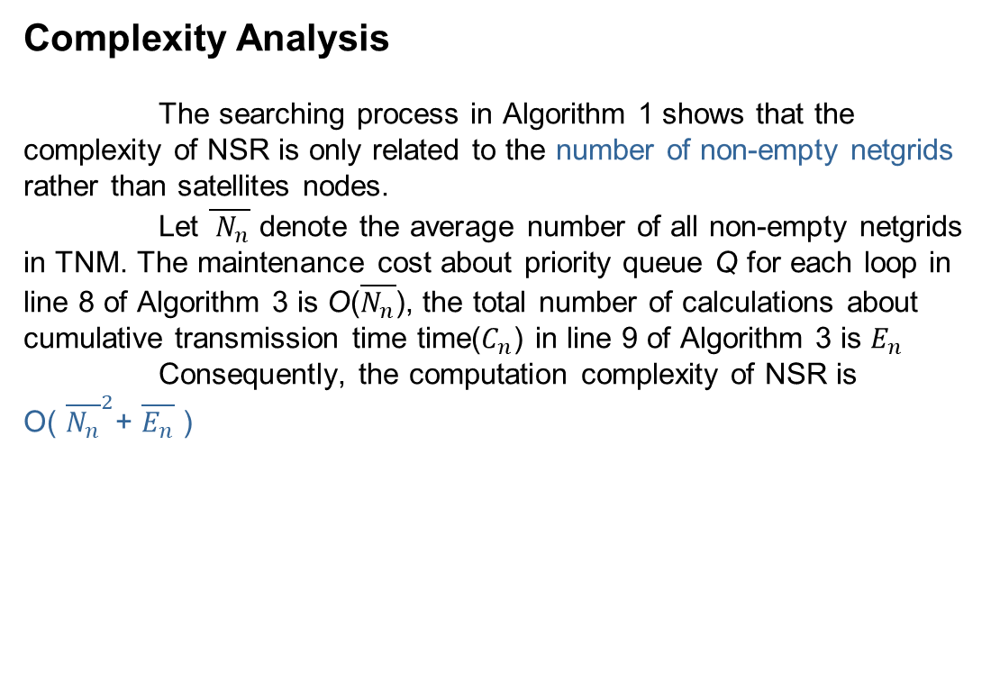 Complexity Analysis
The searching process in Algorithm 1 shows that the
complexity of NSR is only related to the number of non-empty netgrids
rather than satellites nodes.
Let $\overline{N_n}$ denote the average number of all non-empty netgrids
in TNM. The maintenance cost about priority queue Q for each loop in
line 8 of Algorithm 3 is O($\overline{N_n}$), the total number of calculations about
cumulative transmission time time($C_n$) in line 9 of Algorithm 3 is $E_n$
Consequently, the computation complexity of NSR is
O( $\overline{N_n}^2$ + $\overline{E_n}$ )